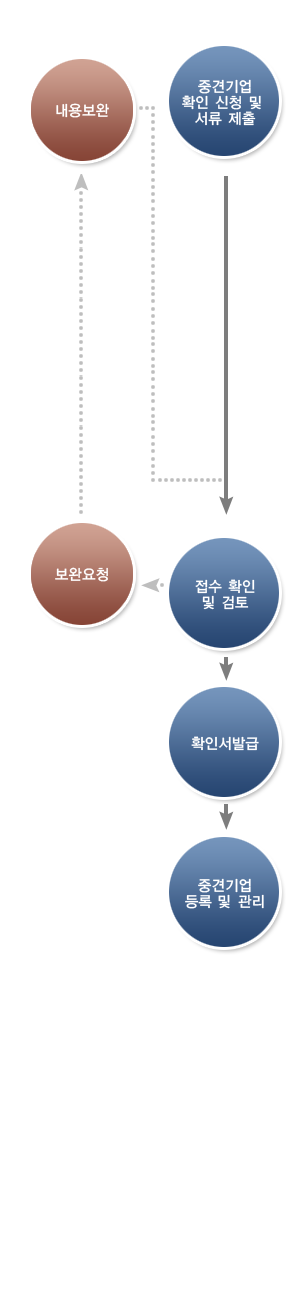 내용보완
중견기업
확인 신청 및
서류 제출
보완요청
접수 확인
및 검토
확인서발급
중견기업
등록 및 관리